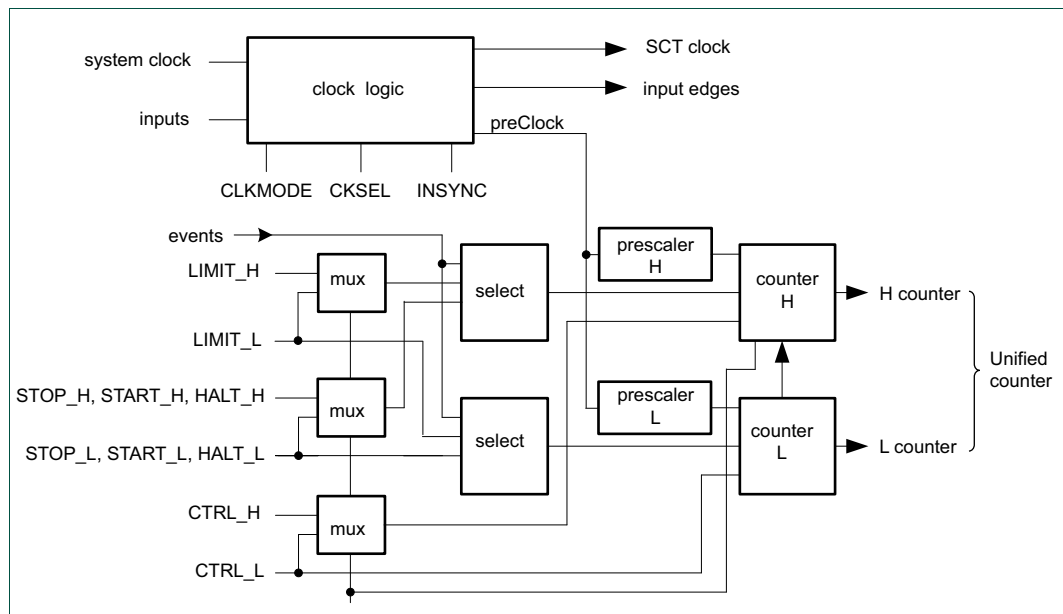 system clock
inputs
clock logic
SCT clock
input edges
preClock
CLKMODE
CKSEL
INSYNC
events
LIMIT_H
mux
LIMIT_L
select
prescaler
H
counter
H
H counter
STOP_H, START_H, HALT_H
mux
STOP_L, START_L, HALT_L
select
prescaler
L
counter
L
L counter
Unified
counter
CTRL_H
mux
CTRL_L